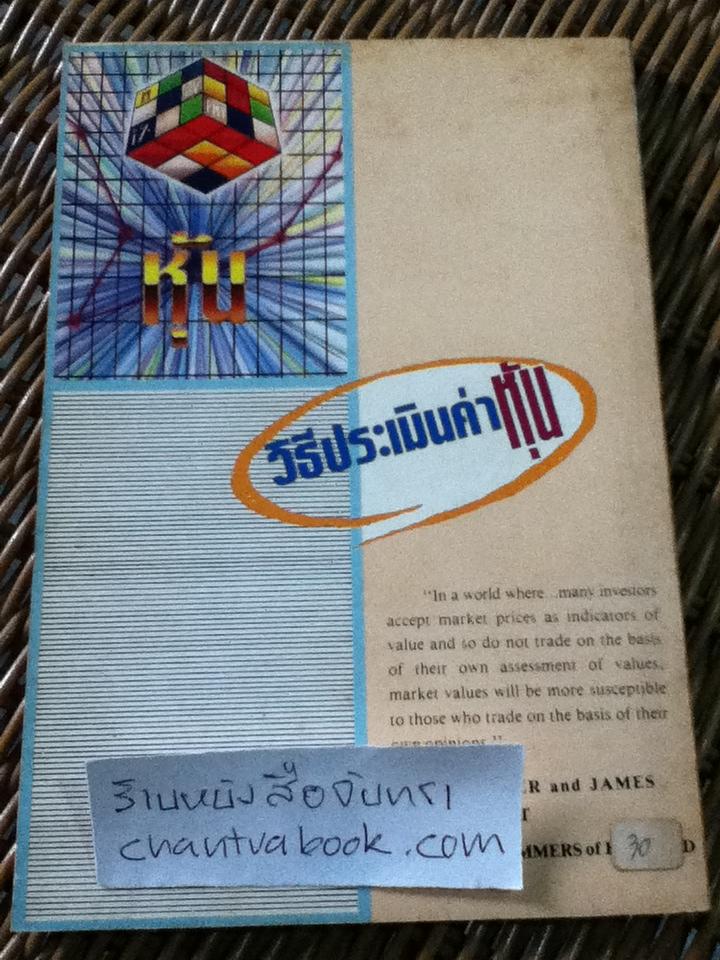 หุ้น
วิธีประเมินค่าหุ้น
"In a world where...many investors
accept market prices as indicators of
value and so do not trade on the basis
of their own assessment of values,
market values will be more susceptible
to those who trade on the basis of their
own opinions."
ER and JAMES
MMERS of
30
D
ร้านหนังสือจันทรา
chantrabook.com